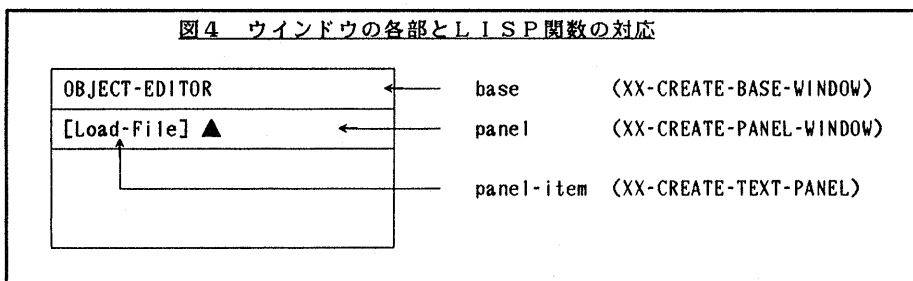 図4 ウインドウの各部とLISP関数の対応
OBJECT-EDITOR base (XX-CREATE-BASE-WINDOW)
[Load-File] ▲ panel (XX-CREATE-PANEL-WINDOW)
panel-item (XX-CREATE-TEXT-PANEL)